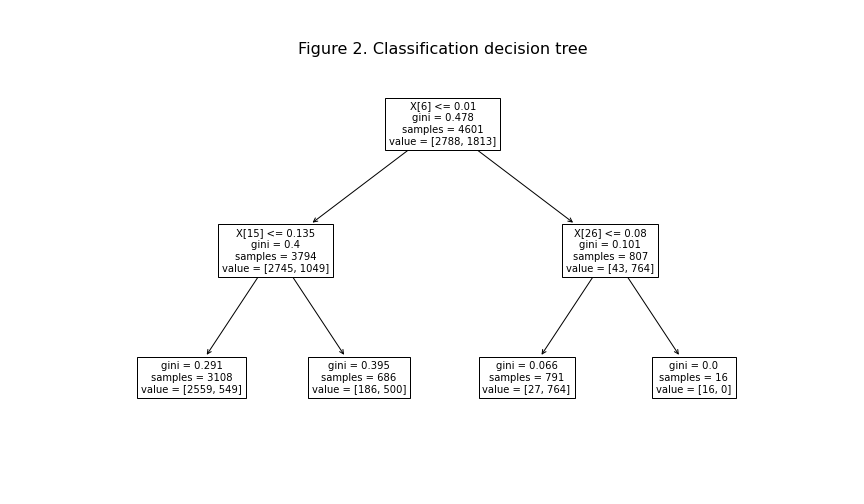 Figure 2. Classification decision tree
X[6] <= 0.01
gini = 0.478
samples = 4601
value = [2788, 1813]
X[15] <= 0.135
gini = 0.4
samples = 3794
value = [2745, 1049]
X[26] <= 0.08
gini = 0.101
samples = 807
value = [43, 764]
gini = 0.291
samples = 3108
value = [2559, 549]
gini = 0.395
samples = 686
value = [186, 500]
gini = 0.066
samples = 791
value = [27, 764]
gini = 0.0
samples = 16
value = [16, 0]